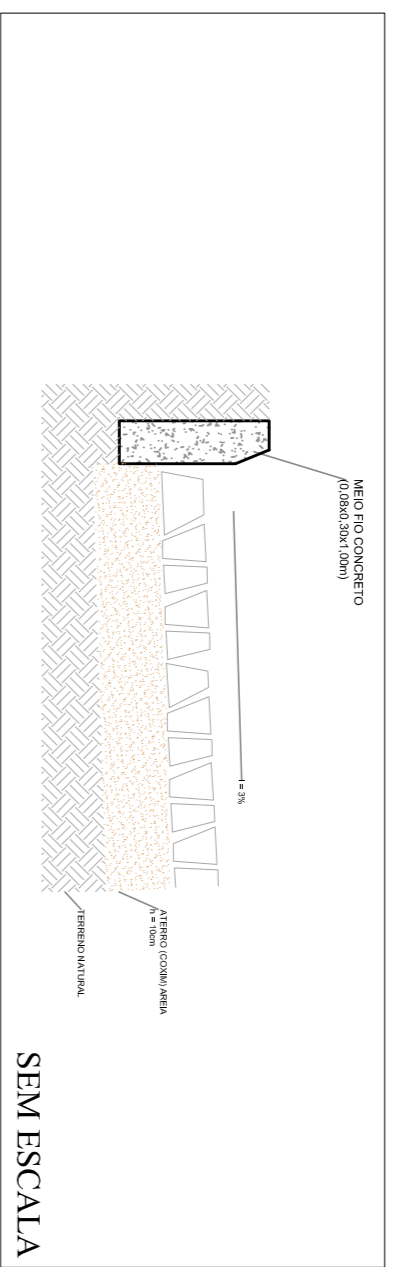 MEIO FIO CONCRETO
(0,08x0,30x1,00m)
I = 3%
ATERRO (COXIM) AREIA
h = 10cm
TERRENO NATURAL
SEM ESCALA